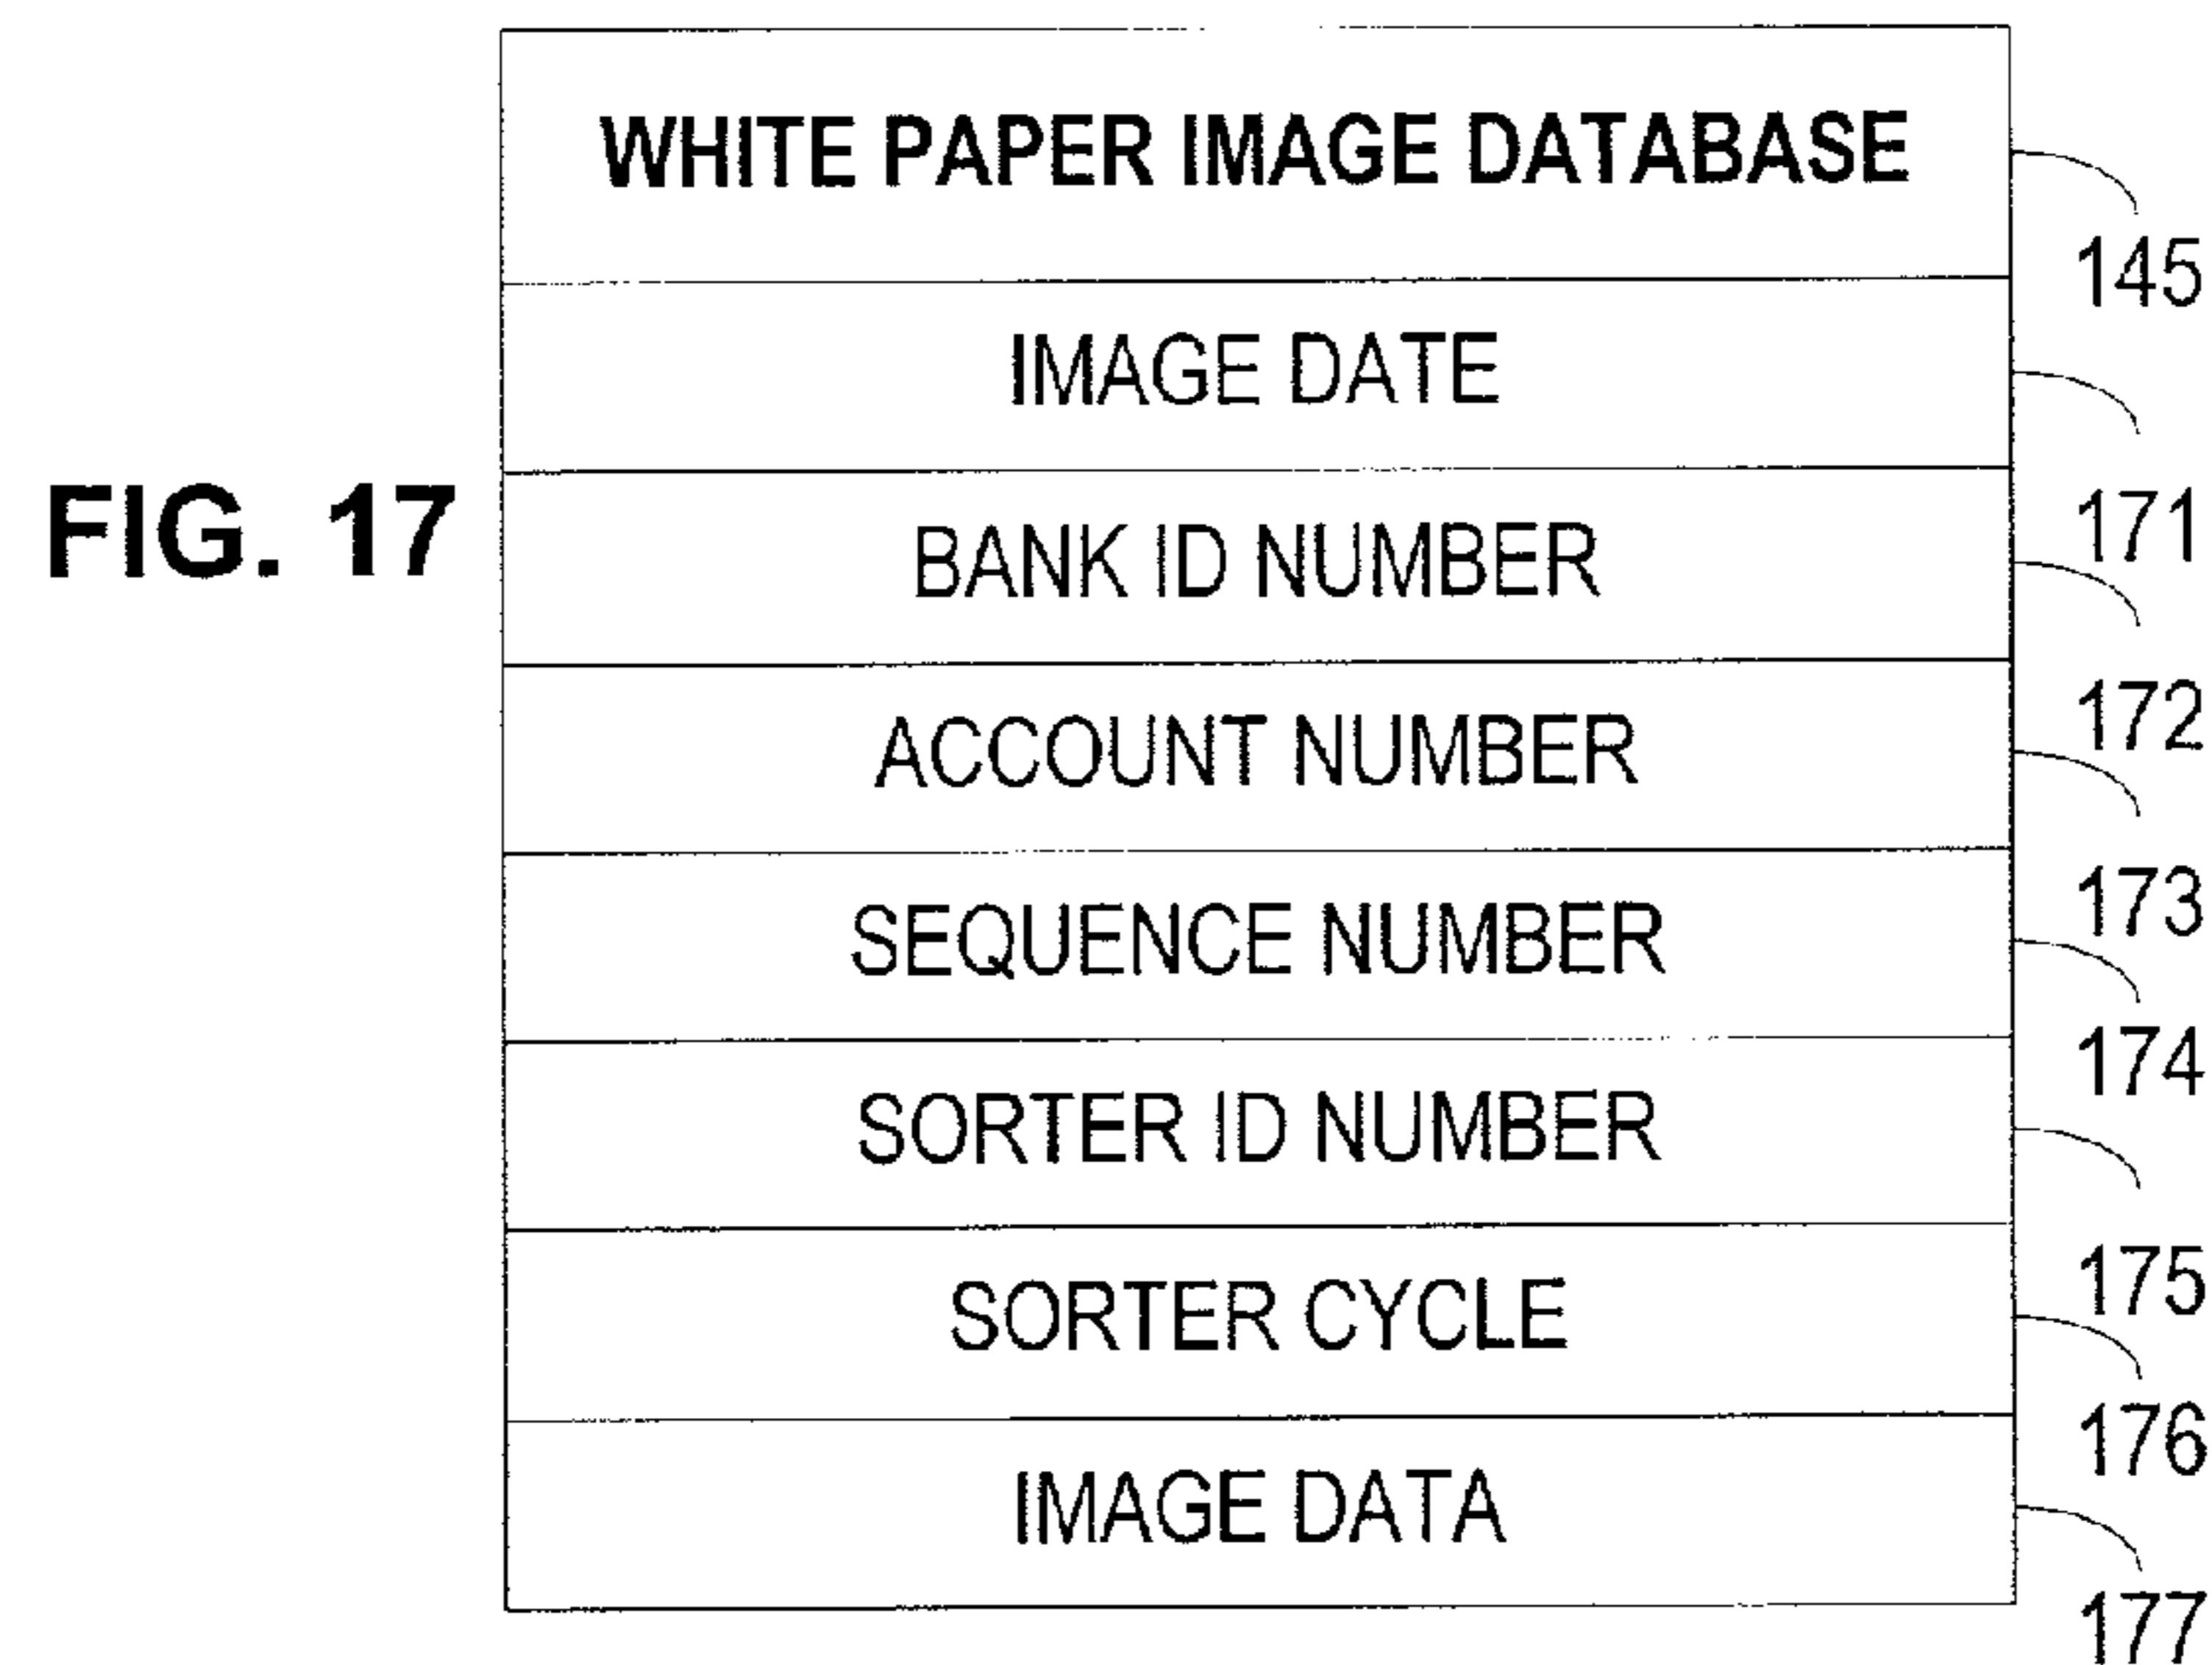 WHITE PAPER IMAGE DATABASE
145
IMAGE DATE
171
FIG. 17
BANK ID NUMBER
172
ACCOUNT NUMBER
173
SEQUENCE NUMBER
174
SORTER ID NUMBER
175
SORTER CYCLE
176
IMAGE DATA
177